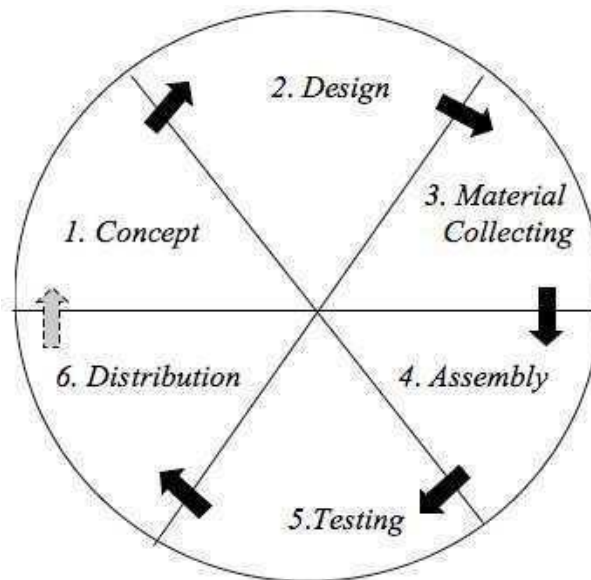 1. Concept
2. Design
3. Material
Collecting
4. Assembly
5.Testing
6. Distribution